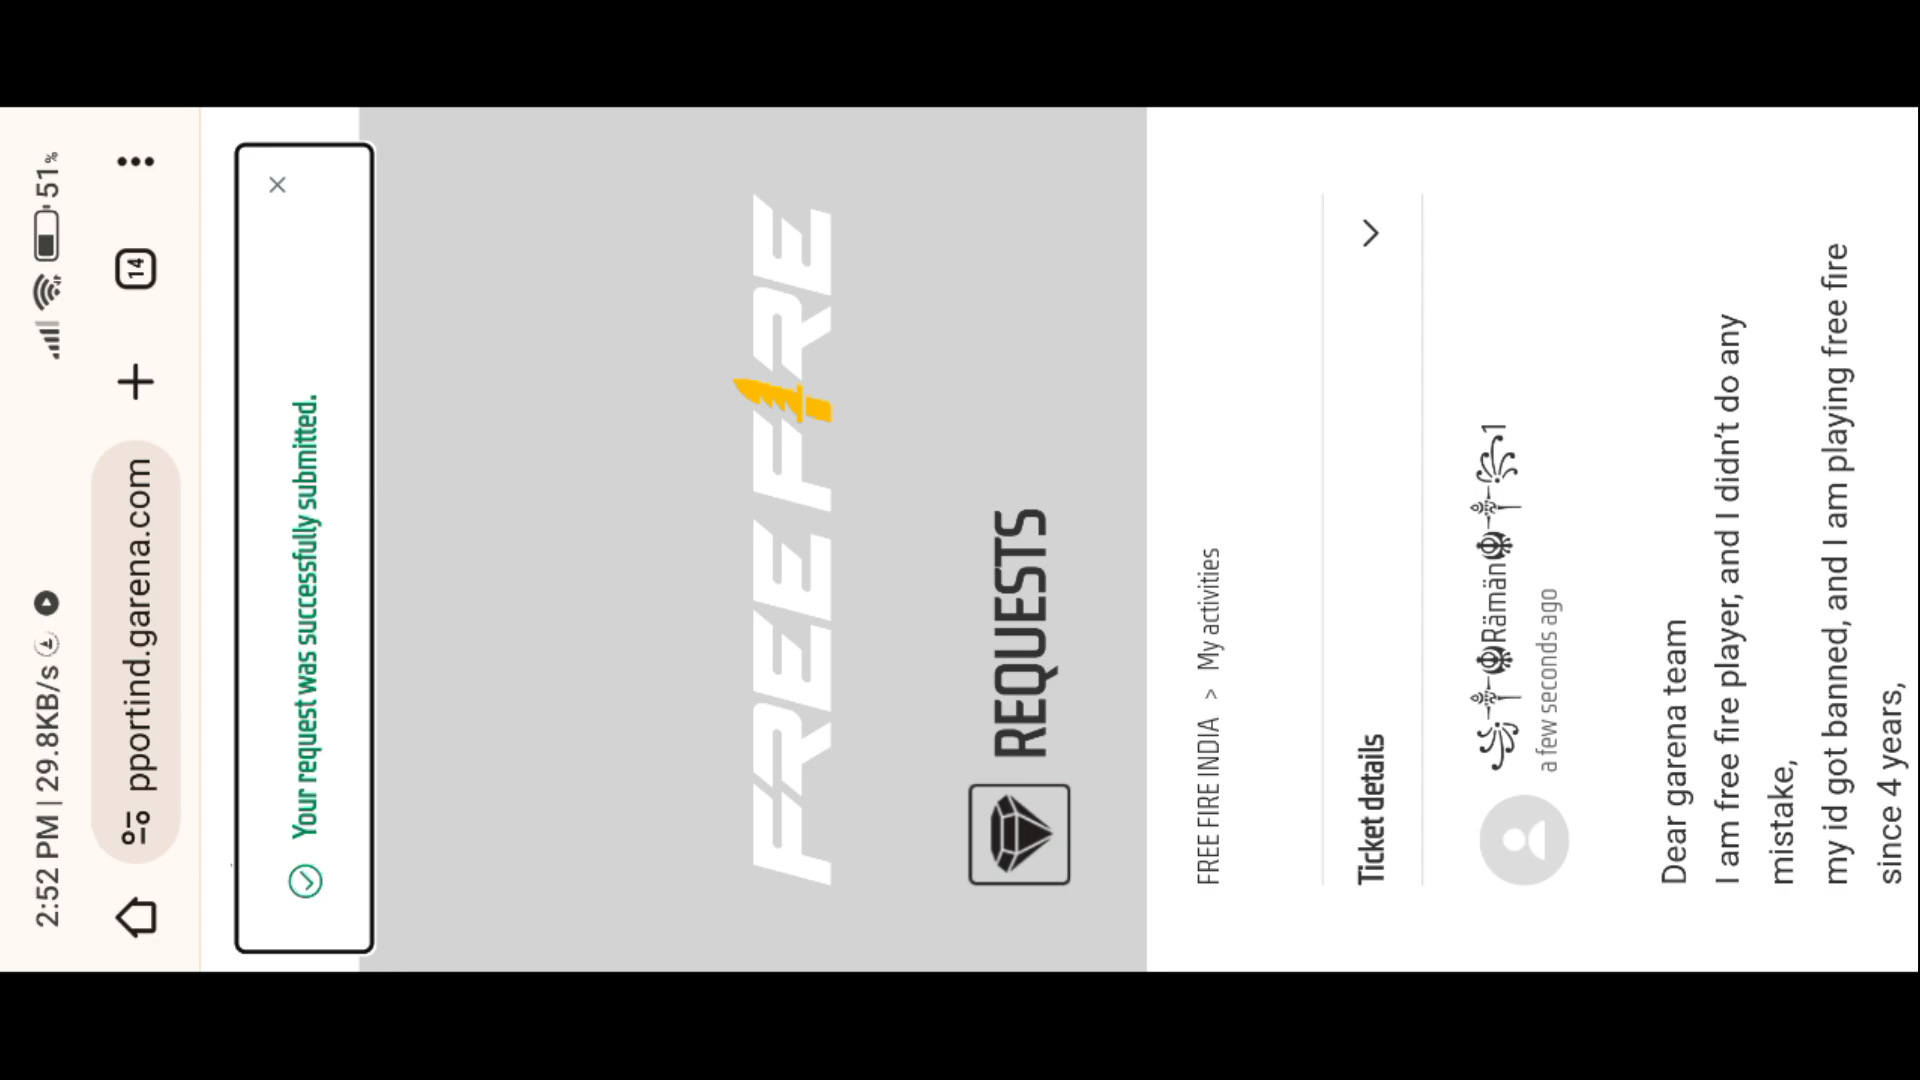 2:52 PM | 29.8KB/s
51%
pportind.garena.com
14
Your request was successfully submitted.
FREE FIRE
REQUESTS
FREE FIRE INDIA > My activities
Ticket details
Rämän
1
a few seconds ago
Dear garena team
I am free fire player, and I didn't do any
mistake,
my id got banned, and I am playing free fire
since 4 years,